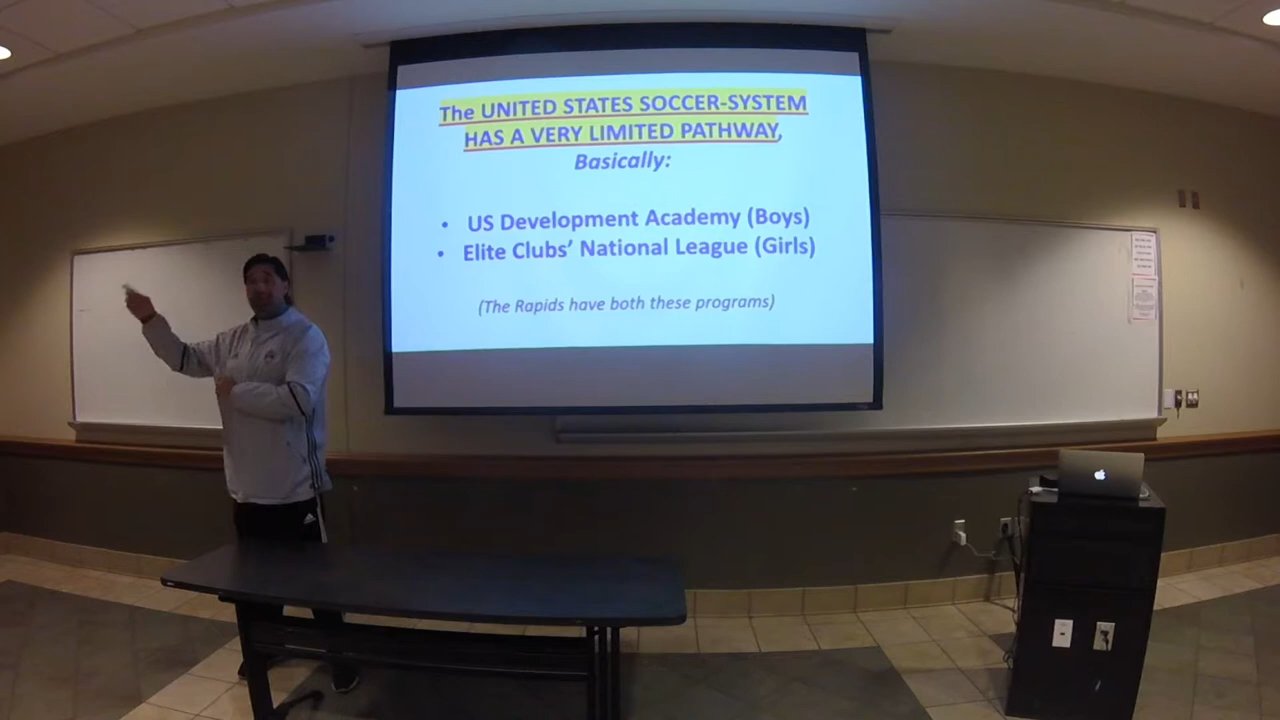 The UNITED STATES SOCCER-SYSTEM
HAS A VERY LIMITED PATHWAY,
Basically:
• US Development Academy (Boys)
• Elite Clubs’ National League (Girls)
(The Rapids have both these programs)